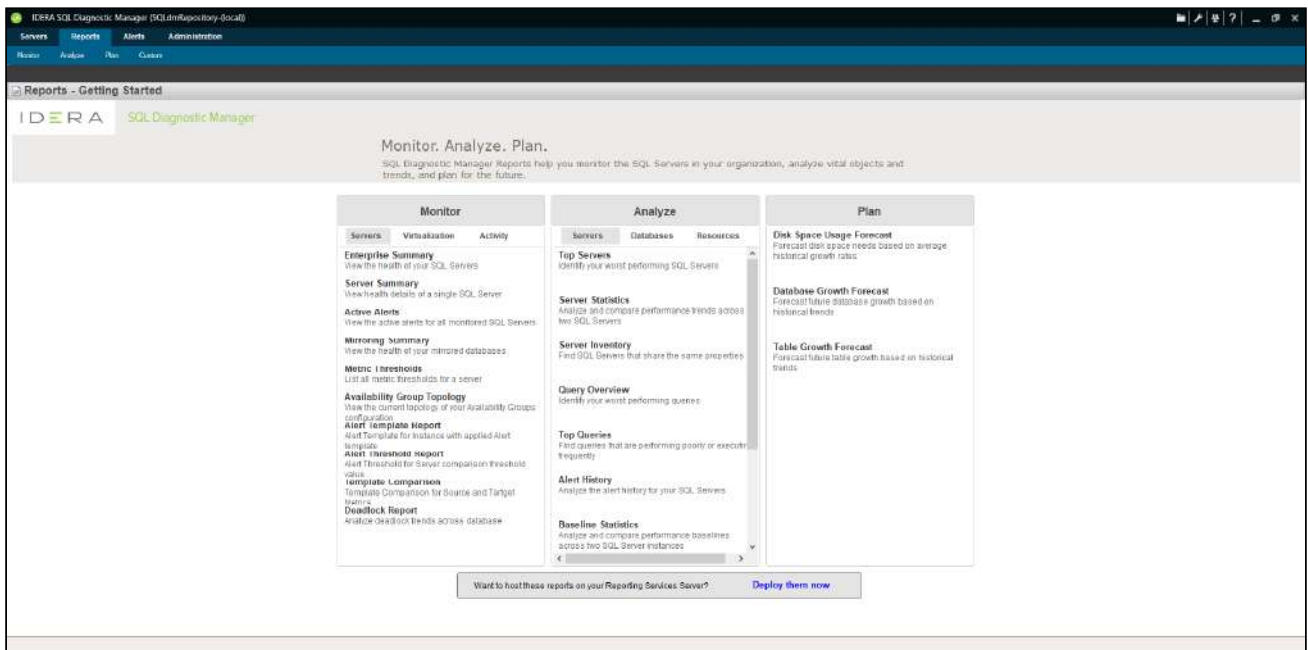 IDERA SQL Diagnostic Manager (SQLdmRepository-(local))
?
Servers Reports Alerts Administration
Monitor Analyze Plan Custom
Reports - Getting Started
IDERA SQL Diagnostic Manager
Monitor. Analyze. Plan.
SQL Diagnostic Manager Reports help you monitor the SQL Servers in your organization, analyze vital objects and
trends, and plan for the future.
Monitor
Servers Virtualization Activity
Enterprise Summary
View the health of your SQL Servers
Server Summary
View health details of a single SQL Server
Active Alerts
View the active alerts for all monitored SQL Servers
Mirroring Summary
View the health of your mirrored databases
Metric Thresholds
List all metric thresholds for a server
Availability Group Topology
View the current topology of your Availability Groups
configuration
Alert Template Report
Alert Template for Instance with applied Alert
template
Alert Threshold Report
Alert Threshold for Server comparison threshold
value
Template Comparison
Template Comparison for Source and Tartget
Metrics
Deadlock Report
Analize deadlock trends across database
Analyze
Servers Databases Resources
Top Servers
Identify your worst performing SQL Servers
Server Statistics
Analyze and compare performance trends across
two SQL Servers
Server Inventory
Find SQL Servers that share the same properties
Query Overview
Identify your worst performing queries
Top Queries
Find queries that are performing poorly or executin
frequently
Alert History
Analyze the alert history for your SQL Servers
Baseline Statistics
Analyze and compare performance baselines
across two SQL Server instances
Plan
Disk Space Usage Forecast
Forecast disk space needs based on average
historical growth rates
Database Growth Forecast
Forecast future database growth based on
historical trends
Table Growth Forecast
Forecast future table growth based on historical
trends
Want to host these reports on your Reporting Services Server? Deploy them now